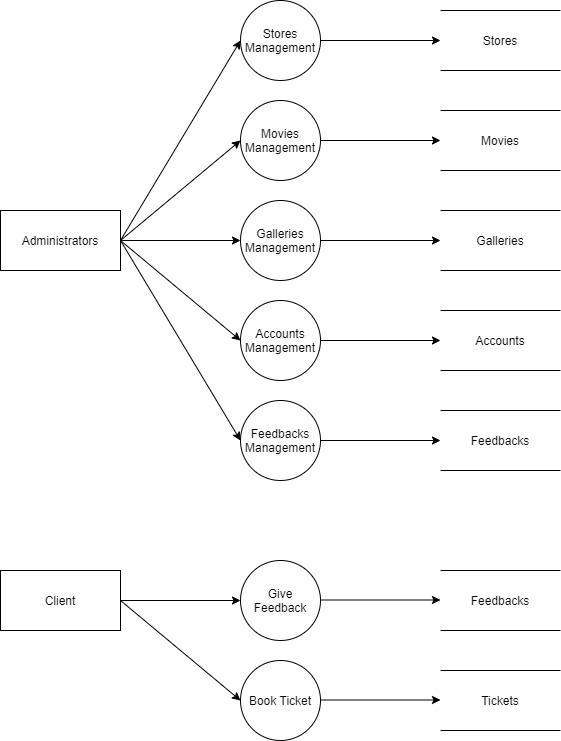 Stores
Management
Stores
Movies
Management
Movies
Administrators
Galleries
Management
Galleries
Accounts
Management
Accounts
Feedbacks
Management
Feedbacks
Client
Give
Feedback
Feedbacks
Book Ticket
Tickets